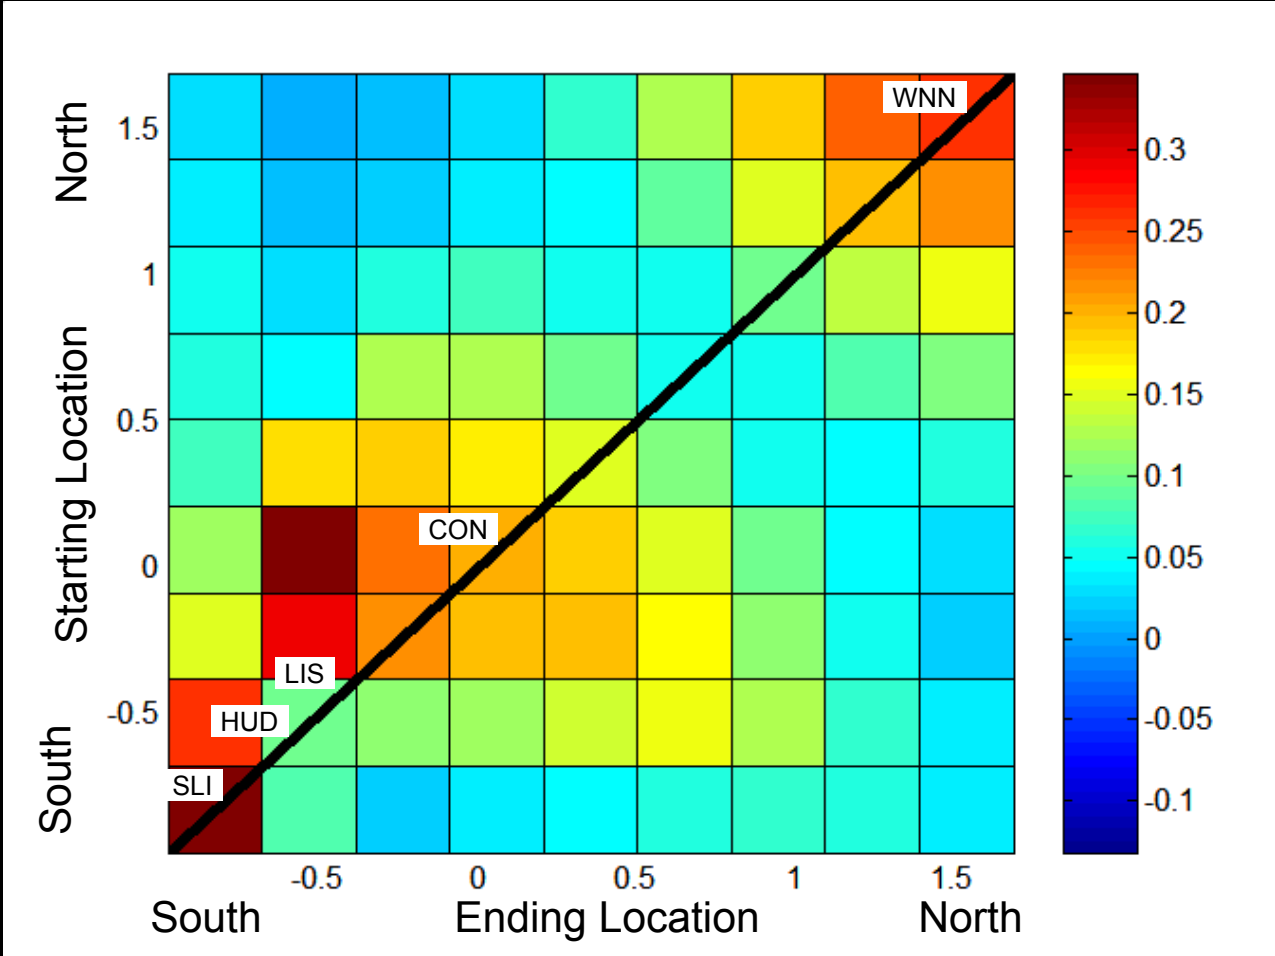 North
Starting Location
South
1.5
1
0.5
0
-0.5
WNN
CON
LIS
HUD
SLI
-0.5 0 0.5 1 1.5
South Ending Location North
0.3
0.25
0.2
0.15
0.1
0.05
0
-0.05
-0.1